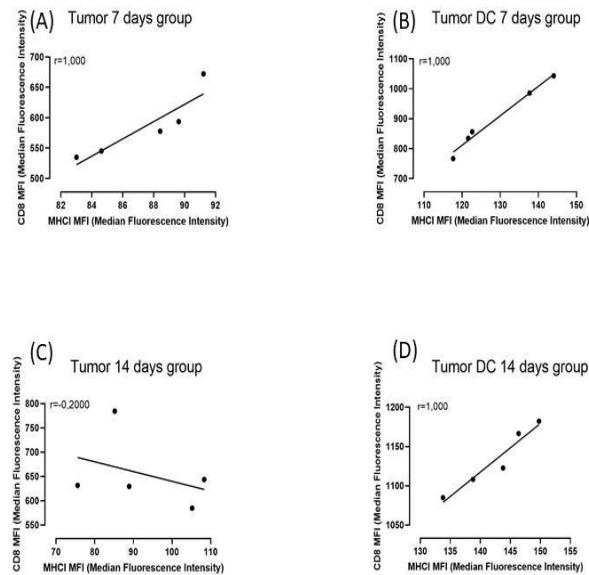 (A) Tumor 7 days group
r=1,000
CD8 MFI (Median Fluorescence Intensity)
700
650
600
550
500
82 84 86 88 90 92
MHCI MFI (Median Fluorescence Intensity)
(B) Tumor DC 7 days group
r=1,000
CD8 MFI (Median Fluorescence Intensity)
1100
1000
900
800
700
110 120 130 140 150
MHCI MFI (Median Fluorescence Intensity)
(C) Tumor 14 days group
r=-0,2000
CD8 MFI (Median Fluorescence Intensity)
800
750
700
650
600
550
70 80 90 100 110
MHCI MFI (Median Fluorescence Intensity)
(D) Tumor DC 14 days group
r=1,000
CD8 MFI (Median Fluorescence Intensity)
1200
1150
1100
1050
130 135 140 145 150 155
MHCI MFI (Median Fluorescence Intensity)